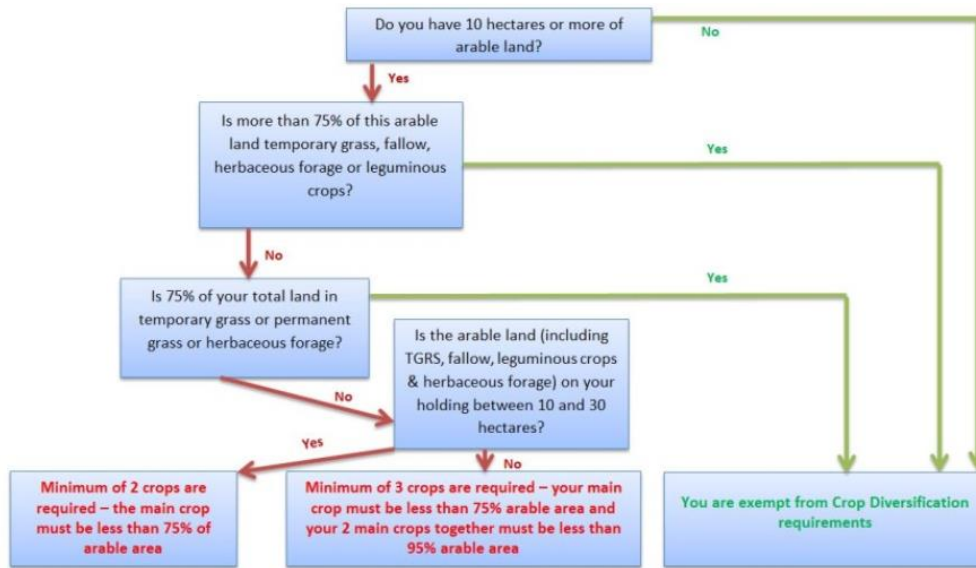 Do you have 10 hectares or more of
arable land?
No
Yes
Is more than 75% of this arable
land temporary grass, fallow,
herbaceous forage or leguminous
crops?
Yes
No
Is 75% of your total land in
temporary grass or permanent
grass or herbaceous forage?
Yes
Is the arable land (including
TGRS, fallow, leguminous crops
& herbaceous forage) on your
holding between 10 and 30
hectares?
No
Yes
No
Minimum of 2 crops are
required – the main crop
must be less than 75% of
arable area
Minimum of 3 crops are required – your main
crop must be less than 75% arable area and
your 2 main crops together must be less than
95% arable area
You are exempt from Crop Diversification
requirements